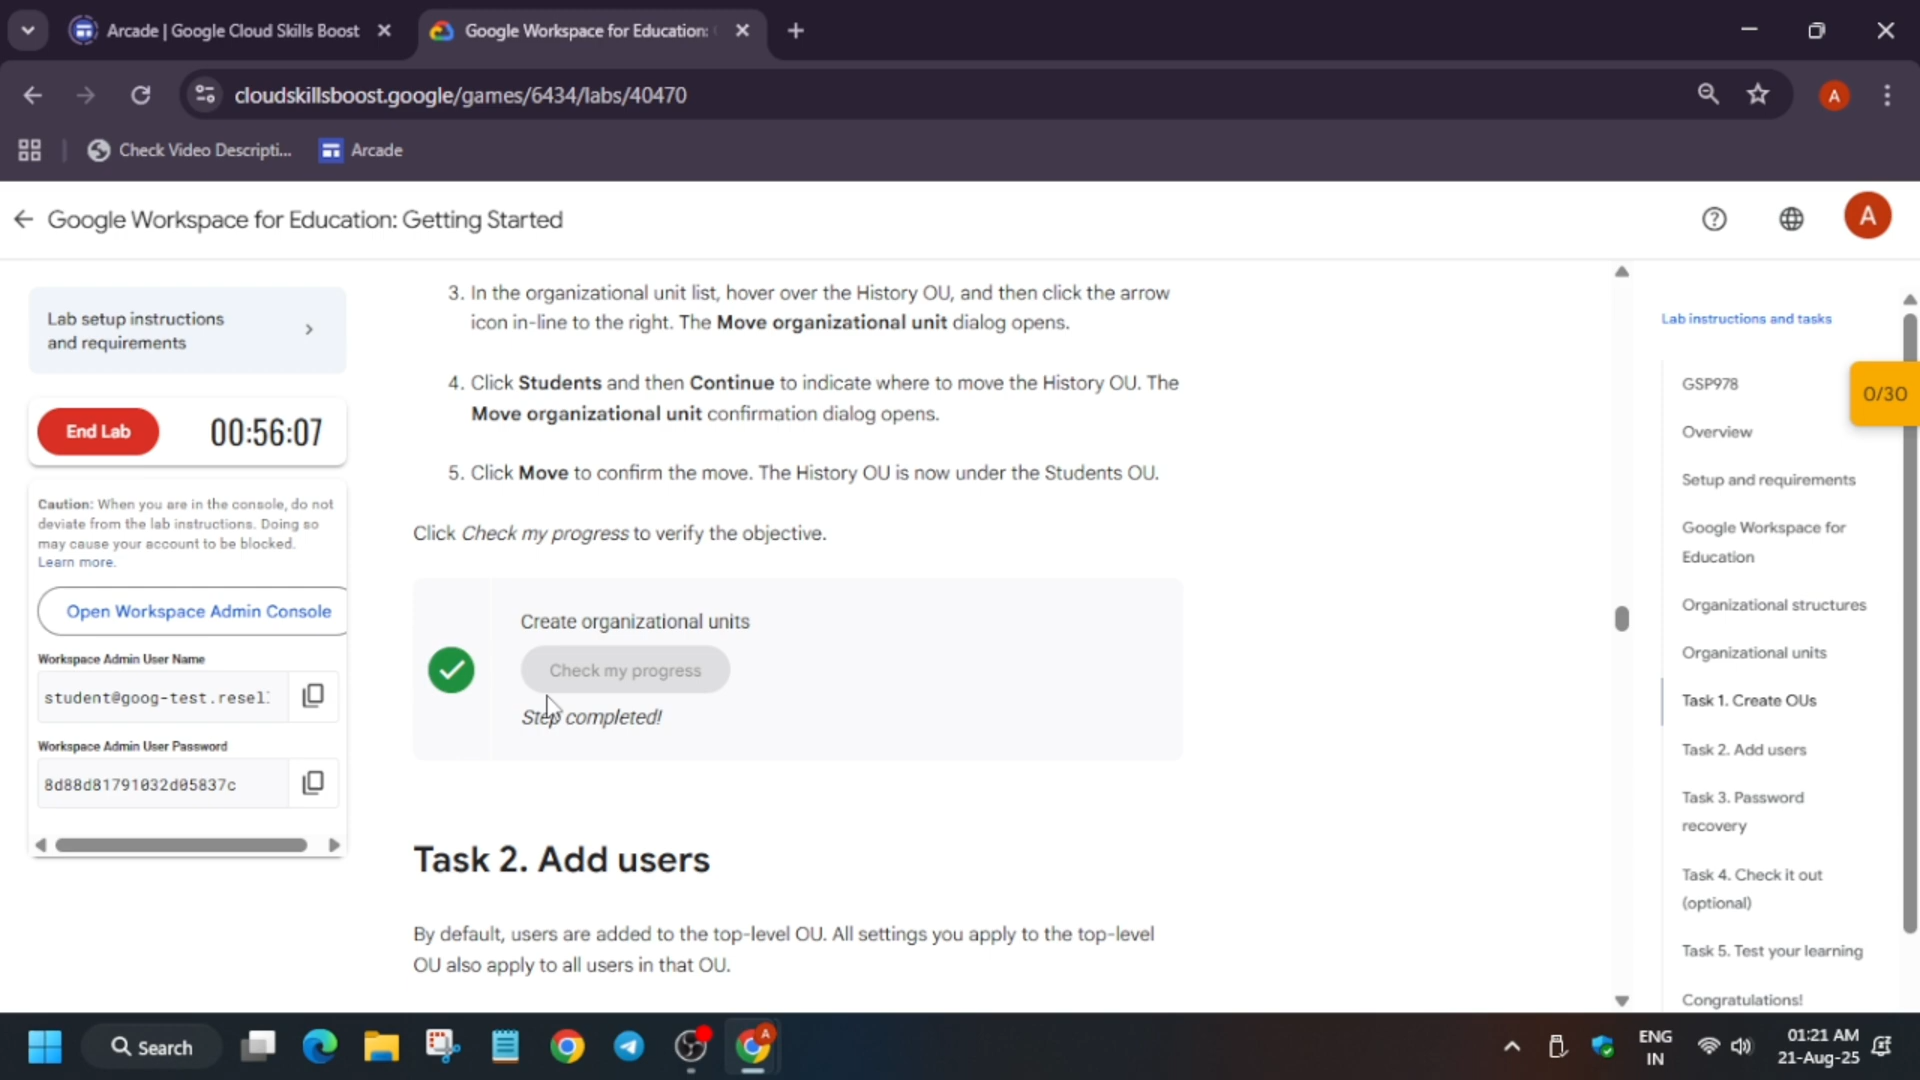 Arcade | Google Cloud Skills Boost
Google Workspace for Education:
cloudskillsboost.google/games/6434/labs/40470
A
Check Video Descripti...
Arcade
Google Workspace for Education: Getting Started
A
Lab setup instructions
and requirements
End Lab
00:56:07
Caution: When you are in the console, do not
deviate from the lab instructions. Doing so
may cause your account to be blocked.
Learn more.
Open Workspace Admin Console
Workspace Admin User Name
student@goog-test.resel
Workspace Admin User Password
8d88d81791032d05837c
3. In the organizational unit list, hover over the History OU, and then click the arrow
icon in-line to the right. The Move organizational unit dialog opens.
4. Click Students and then Continue to indicate where to move the History OU. The
Move organizational unit confirmation dialog opens.
5. Click Move to confirm the move. The History OU is now under the Students OU.
Click Check my progress to verify the objective.
Create organizational units
Check my progress
Step completed!
Task 2. Add users
By default, users are added to the top-level OU. All settings you apply to the top-level
OU also apply to all users in that OU.
Lab instructions and tasks
GSP978
0/30
Overview
Setup and requirements
Google Workspace for
Education
Organizational structures
Organizational units
Task 1. Create OUs
Task 2. Add users
Task 3. Password
recovery
Task 4. Check it out
(optional)
Task 5. Test your learning
Congratulations!
Search
A
ENG
IN
01:21 AM
21-Aug-25